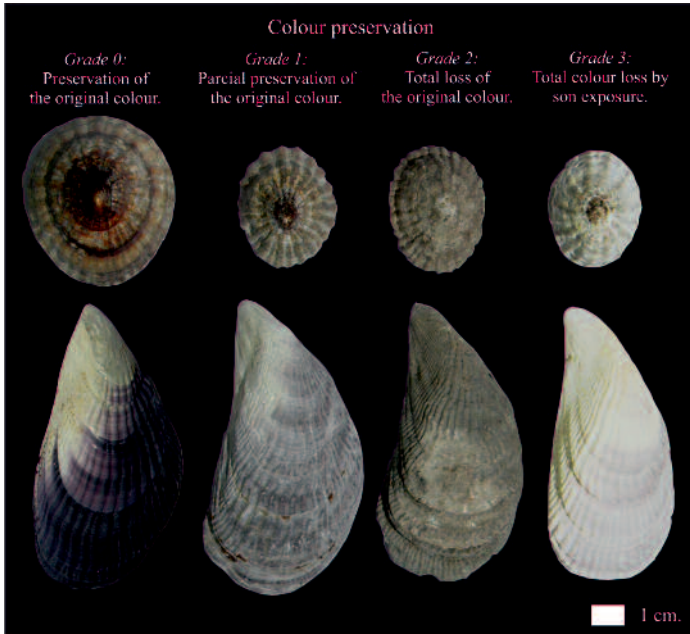 Colour preservation
Grade 0:
Preservation of
the original colour.
Grade 1:
Parcial preservation of
the original colour.
Grade 2:
Total loss of
the original colour.
Grade 3:
Total colour loss by
son exposure.
1 cm.